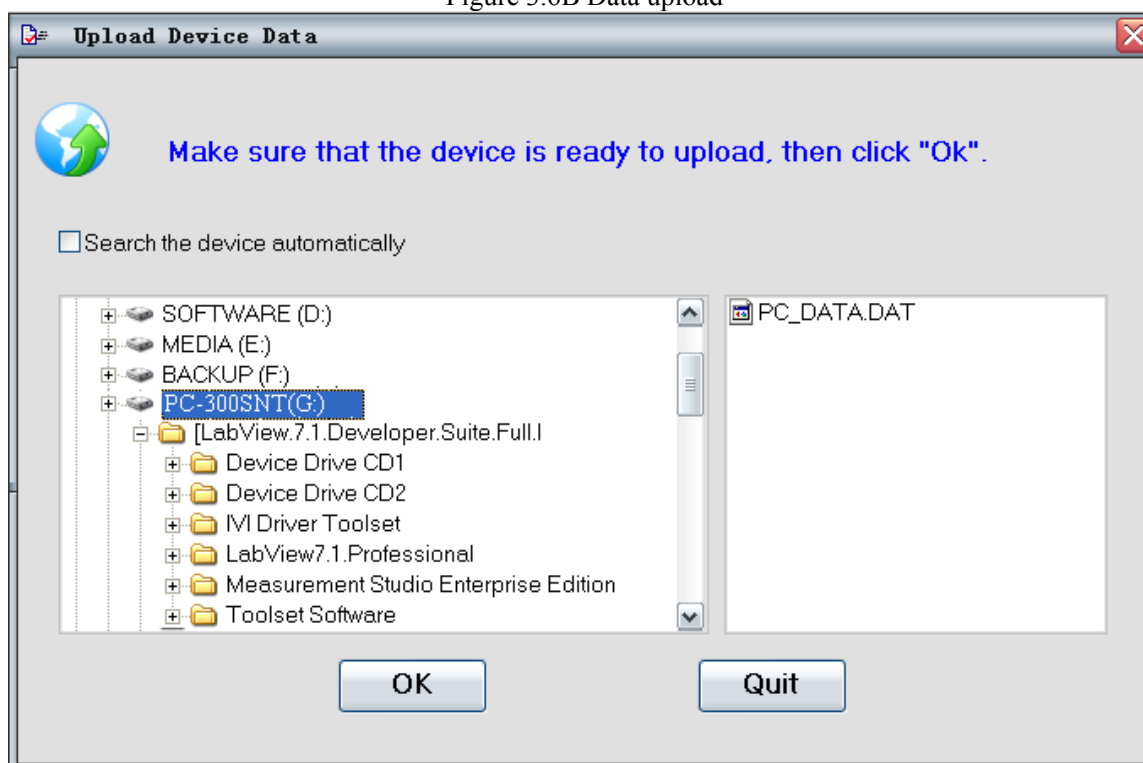 Figure 3.6B Data upload
Upload Device Data
Make sure that the device is ready to upload, then click "Ok".
Search the device automatically
SOFTWARE (D:)
MEDIA (E:)
BACKUP (F:)
PC-300SNT(G:)
[LabView.7.1.Developer.Suite.Full.I
Device Drive CD1
Device Drive CD2
IVI Driver Toolset
LabView7.1.Professional
Measurement Studio Enterprise Edition
Toolset Software
PC_DATA.DAT
OK
Quit